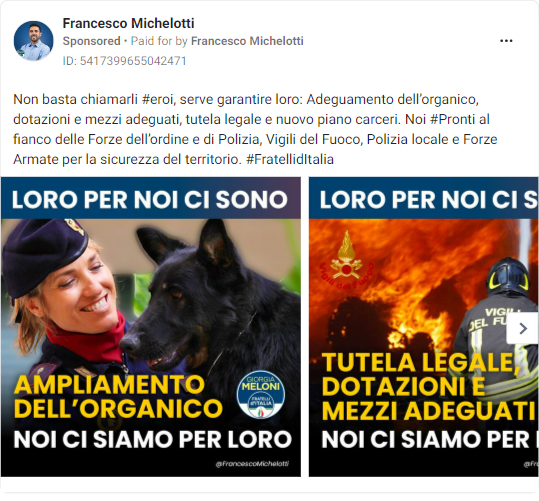 Francesco Michelotti
Sponsored • Paid for by Francesco Michelotti
ID: 5417399655042471
Non basta chiamarli #eroi, serve garantire loro: Adeguamento dell'organico,
dotazioni e mezzi adeguati, tutela legale e nuovo piano carceri. Noi #Pronti al
fianco delle Forze dell'ordine e di Polizia, Vigili del Fuoco, Polizia locale e Forze
Armate per la sicurezza del territorio. #FratellidItalia
LORO PER NOI CI SONO
AMPLIAMENTO
DELL'ORGANICO
GIORGIA
MELONI
FRATELLI
d'ITALIA
NOI CI SIAMO PER LORO
@FrancescoMichelotti
LORO PER NOI CI S
VIGILI
DEL FU
TUTELA LEGALE,
DOTAZIONI E
MEZZI ADEGUATI
NOI CI SIAMO PER
@Francesco